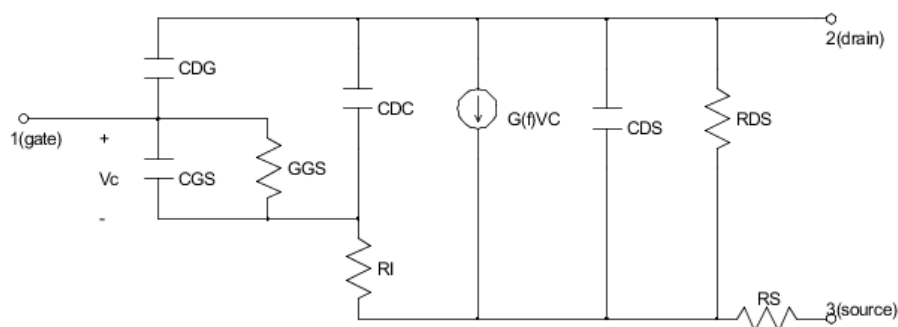 2(drain)
CDG
CDC
G(f)VC
CDS
RDS
1(gate)
+
Vc
CGS
GGS
-
RI
RS
3(source)